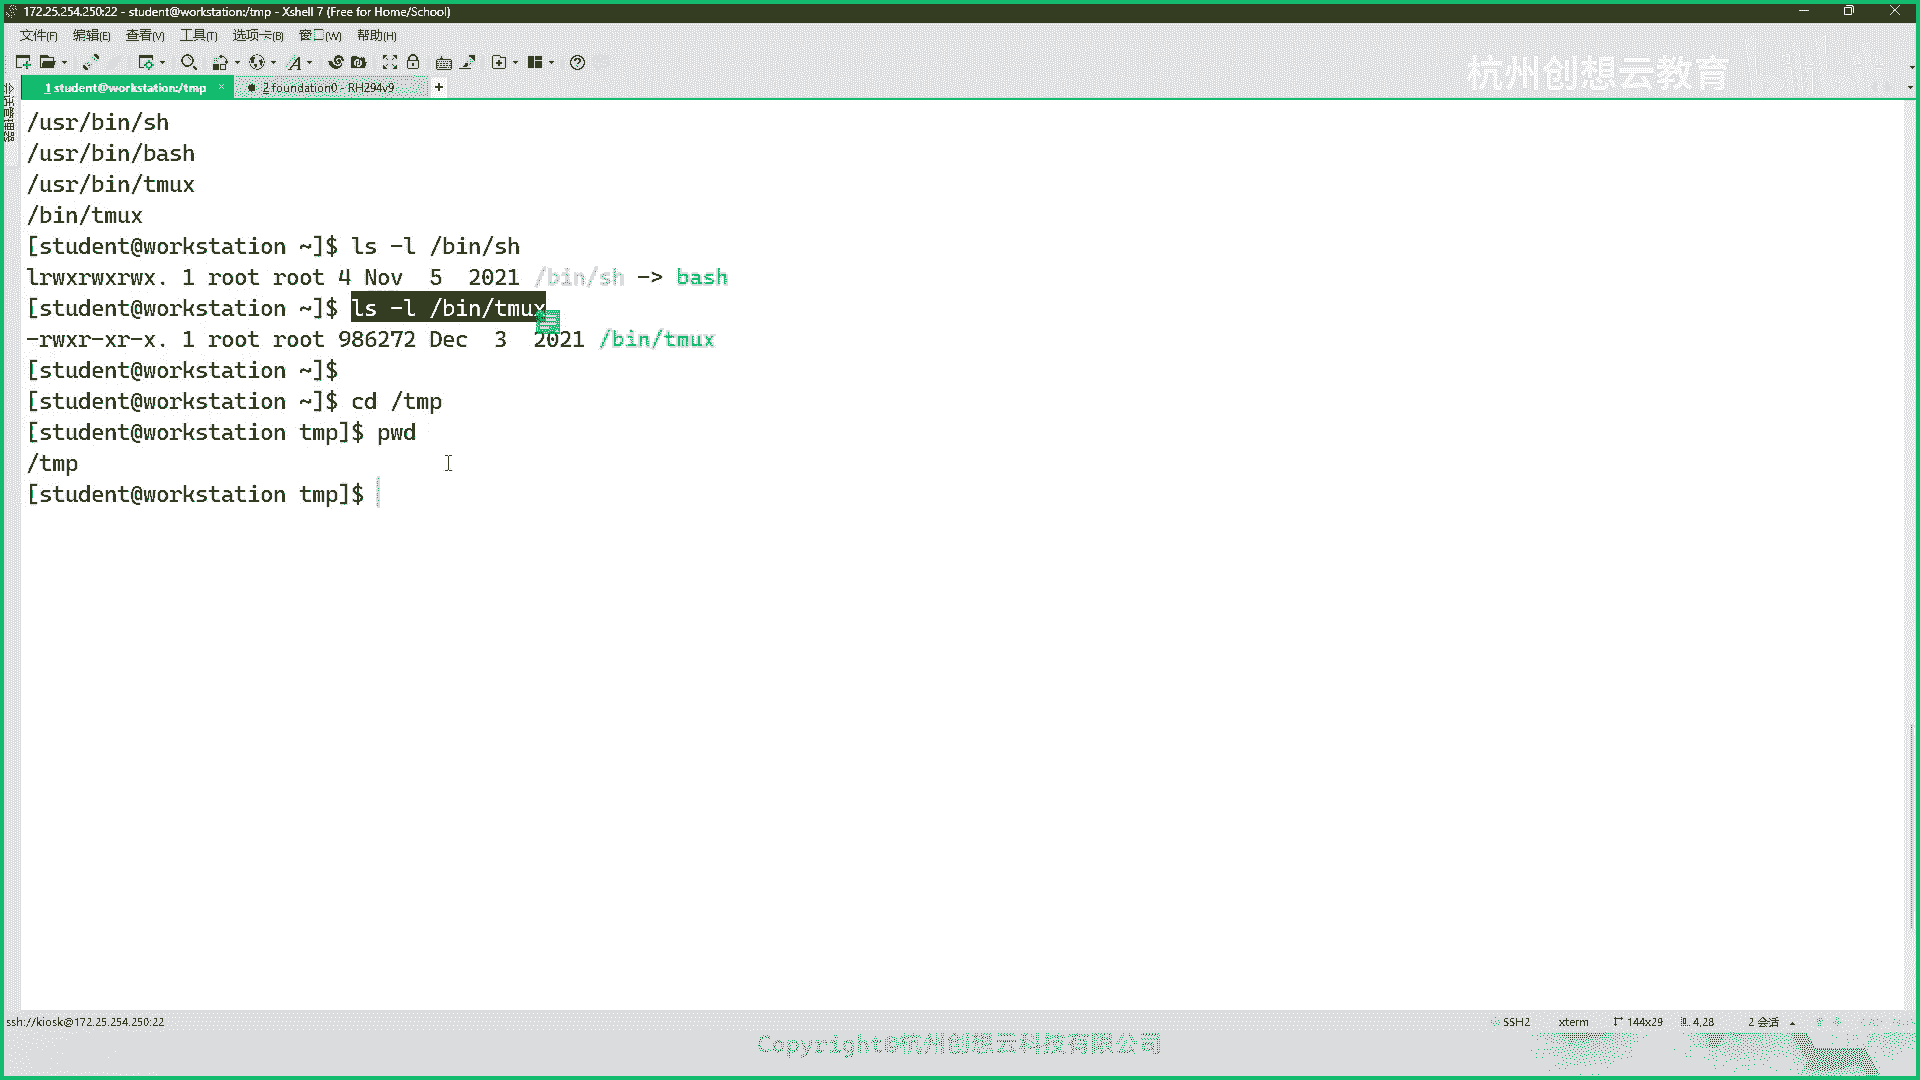 172.25.254.250:22 - student@workstation:/tmp - Xshell 7 (Free for Home/School)
文件(F) 编辑(E) 查看(V) 工具(T) 选项卡(B) 窗口(W) 帮助(H)
杭州创想云教育
1 student@workstation:/tmp × 2 foundation0 - RH294v9 +
会话管理器
/usr/bin/sh
/usr/bin/bash
/usr/bin/tmux
/bin/tmux
[student@workstation ~]$ ls -l /bin/sh
lrwxrwxrwx. 1 root root 4 Nov  5  2021 /bin/sh -> bash
[student@workstation ~]$ ls -l /bin/tmux
-rwxr-xr-x. 1 root root 986272 Dec  3  2021 /bin/tmux
[student@workstation ~]$
[student@workstation ~]$ cd /tmp
[student@workstation tmp]$ pwd
/tmp
[student@workstation tmp]$
ssh://kiosk@172.25.254.250:22 SSH2 xterm 144x29 4,28 2 会话
Copyright©杭州创想云科技有限公司